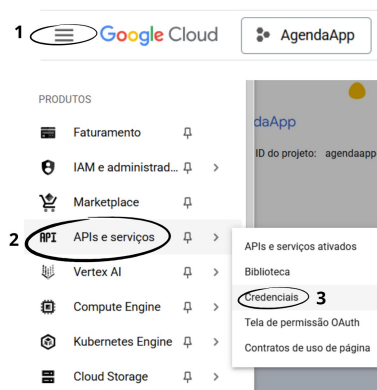 1
Google Cloud
AgendaApp
PRODUTOS
Faturamento
daApp
IAM e administrad...
ID do projeto: agendaapp
Marketplace
2
API
APIs e serviços
APIs e serviços ativados
Vertex AI
Biblioteca
Credenciais
3
Compute Engine
Tela de permissão OAuth
Kubernetes Engine
Contratos de uso de página
Cloud Storage